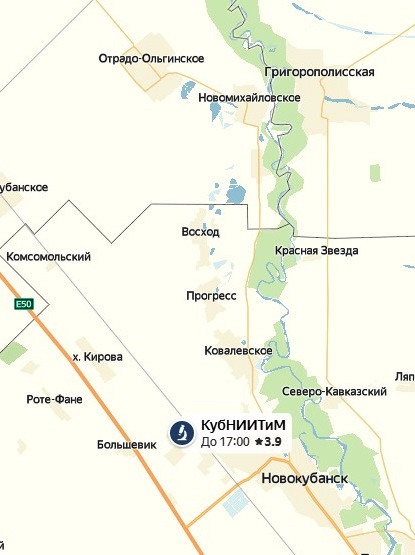 Отрадо-Ольгинское
Григорополисская
Новомихайловское
убанское
Восход
Красная Звезда
Комсомольский
Прогресс
E50
Ковалевское
х. Кирова
Ляп
Северо-Кавказский
Роте-Фане
КубНИИТиМ
До 17:00 ★3.9
Большевик
Новокубанск
й